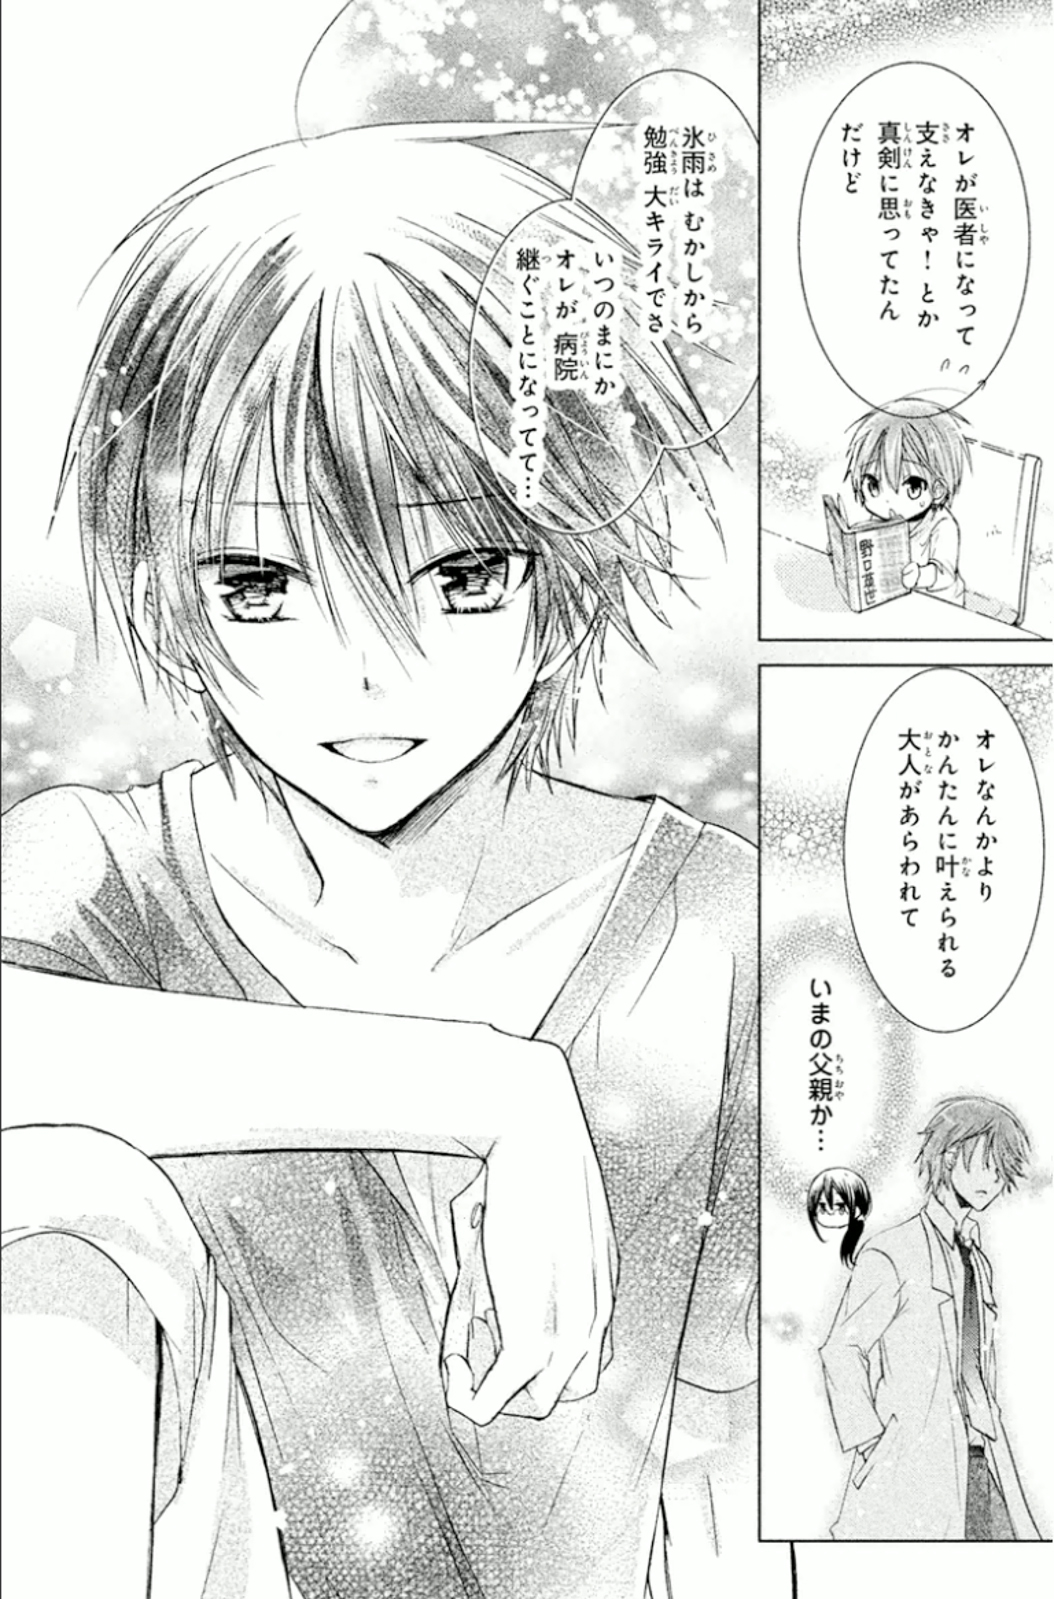 オレが医者になって
支えなきゃ!とか
真剣に思ってたん
だけど
野口英世
オレなんかより
かんたんに叶えられる
大人があらわれて
いまの父親か…
氷雨は むかしから
勉強 大キライでさ
いつのまにか
オレが 病院
継ぐことになってて…